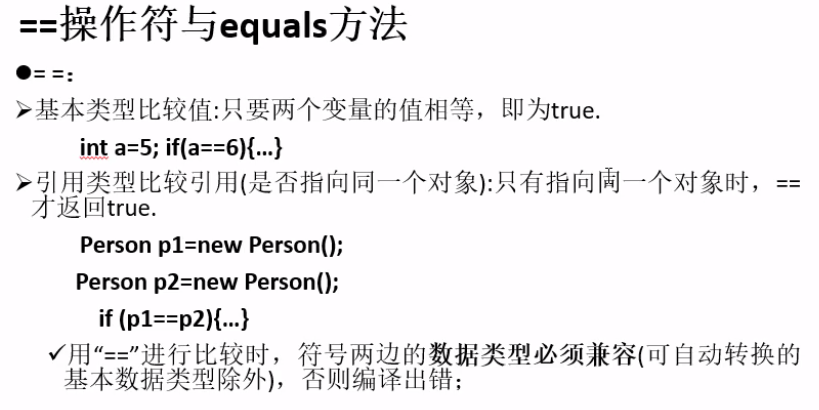 ==操作符与equals方法
●= =：
➢基本类型比较值:只要两个变量的值相等，即为true.
int a=5; if(a==6){…}
➢引用类型比较引用(是否指向同一个对象):只有指向同一个对象时，==
才返回true.
Person p1=new Person();
Person p2=new Person();
if (p1==p2){…}
✓用“==”进行比较时，符号两边的数据类型必须兼容(可自动转换的
基本数据类型除外)，否则编译出错；